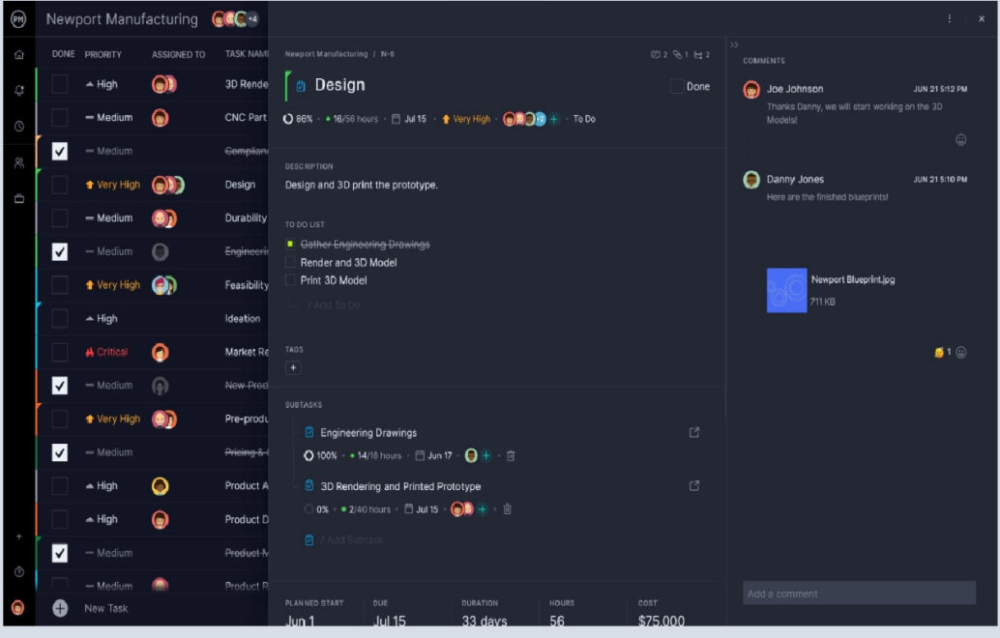 PM
Newport Manufacturing +4
DONE PRIORITY ASSIGNED TO TASK NAM
High 3D Rende
Medium CNC Part
Medium Complian
Very High Design
Medium Durability
Medium Engineeri
Very High Feasibility
High Ideation
Critical Market Re
Medium New Prod
Very High Pre-produ
Medium Pricing &
High Product A
High Product D
Medium Product M
Medium Product R
New Task
Newport Manufacturing / N-6
2 1 2
Design
Done
86% 16/56 hours Jul 15 Very High +2 + To Do
DESCRIPTION
Design and 3D print the prototype.
TO DO LIST
Gather Engineering Drawings
Render and 3D Model
Print 3D Model
/ Add To Do
TAGS
+
SUBTASKS
Engineering Drawings
100% 14/16 hours Jun 17 +
3D Rendering and Printed Prototype
0% 2/40 hours Jul 15 +
/ Add Subtask
PLANNED START DUE DURATION HOURS COST
Jun 1 Jul 15 33 days 56 $75,000
COMMENTS
Joe Johnson JUN 21 5:12 PM
Thanks Danny, we will start working on the 3D
Models!
Danny Jones JUN 21 5:10 PM
Here are the finished blueprints!
Newport Blueprint.jpg
711 KB
1
Add a comment